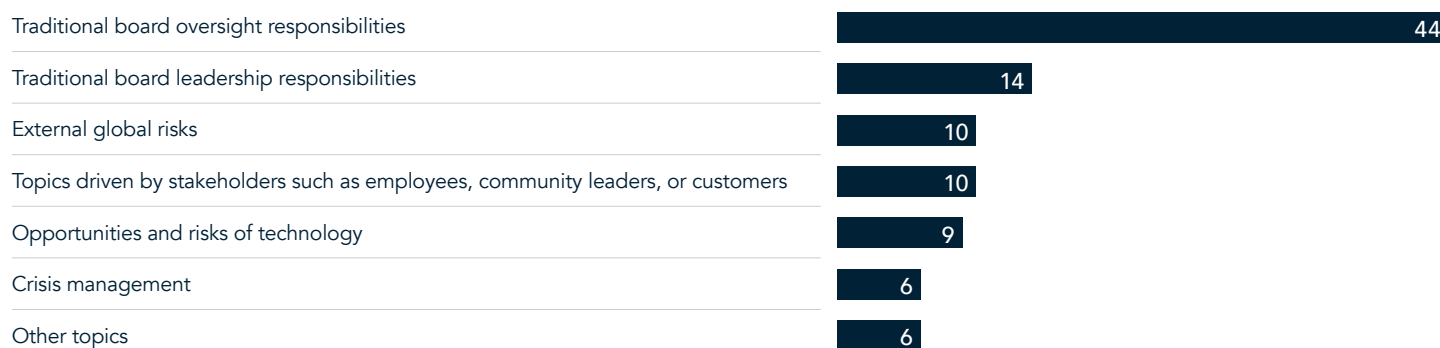 Traditional board oversight responsibilities 44
Traditional board leadership responsibilities 14
External global risks 10
Topics driven by stakeholders such as employees, community leaders, or customers 10
Opportunities and risks of technology 9
Crisis management 6
Other topics 6